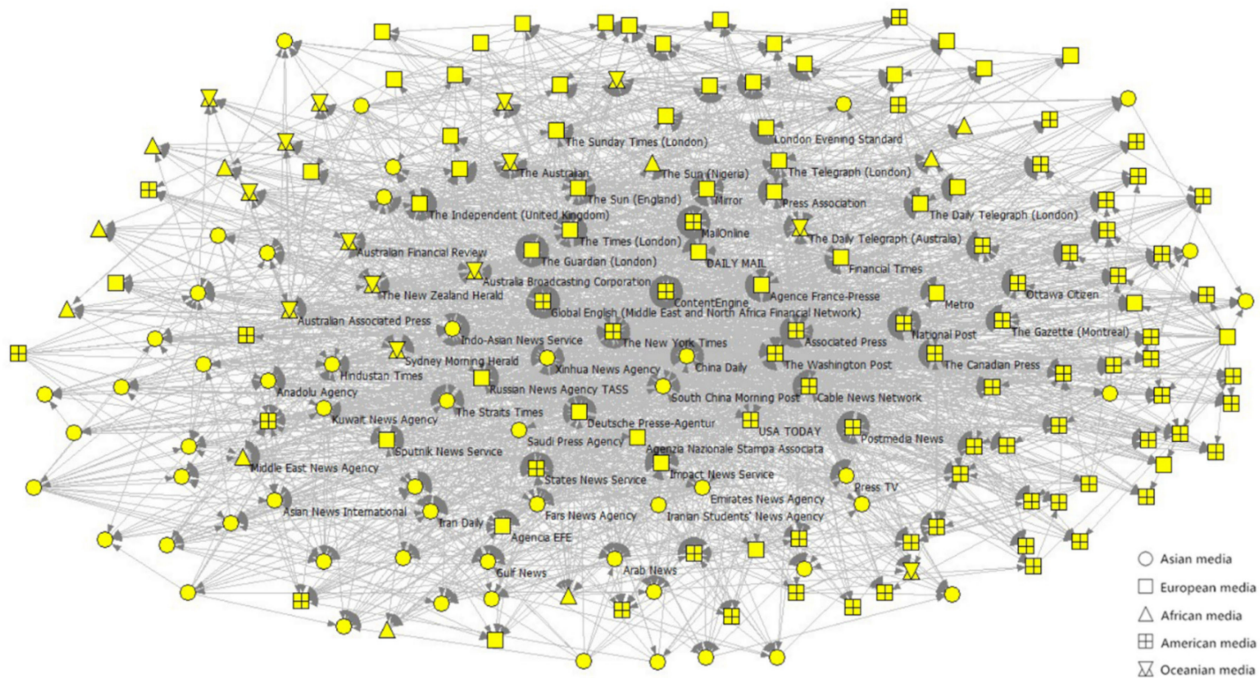 The Sunday Times (London)
London Evening Standard
The Australian
The Sun (Nigeria)
The Telegraph (London)
The Sun (England)
Mirror
Press Association
The Independent (United Kingdom)
The Daily Telegraph (London)
MailOnline
The Times (London)
The Daily Telegraph (Australia)
Australian Financial Review
The Guardian (London)
DAILY MAIL
Financial Times
Australia Broadcasting Corporation
The New Zealand Herald
ContentEngine
Agence France-Presse
Metro
Ottawa Citizen
Global English (Middle East and North Africa Financial Network)
Australian Associated Press
Indo-Asian News Service
The New York Times
Associated Press
National Post
The Gazette (Montreal)
Sydney Morning Herald
Xinhua News Agency
China Daily
The Washington Post
The Canadian Press
Hindustan Times
Russian News Agency TASS
Anadolu Agency
South China Morning Post
Cable News Network
Kuwait News Agency
The Straits Times
Deutsche Presse-Agentur
USA TODAY
Saudi Press Agency
Agenzia Nazionale Stampa Associata
Postmedia News
Sputnik News Service
Middle East News Agency
States News Service
Impact News Service
Press TV
Emirates News Agency
Asian News International
Iran Daily
Fars News Agency
Iranian Students' News Agency
Agencia EFE
Gulf News
Arab News
Asian media
European media
African media
American media
Oceanian media